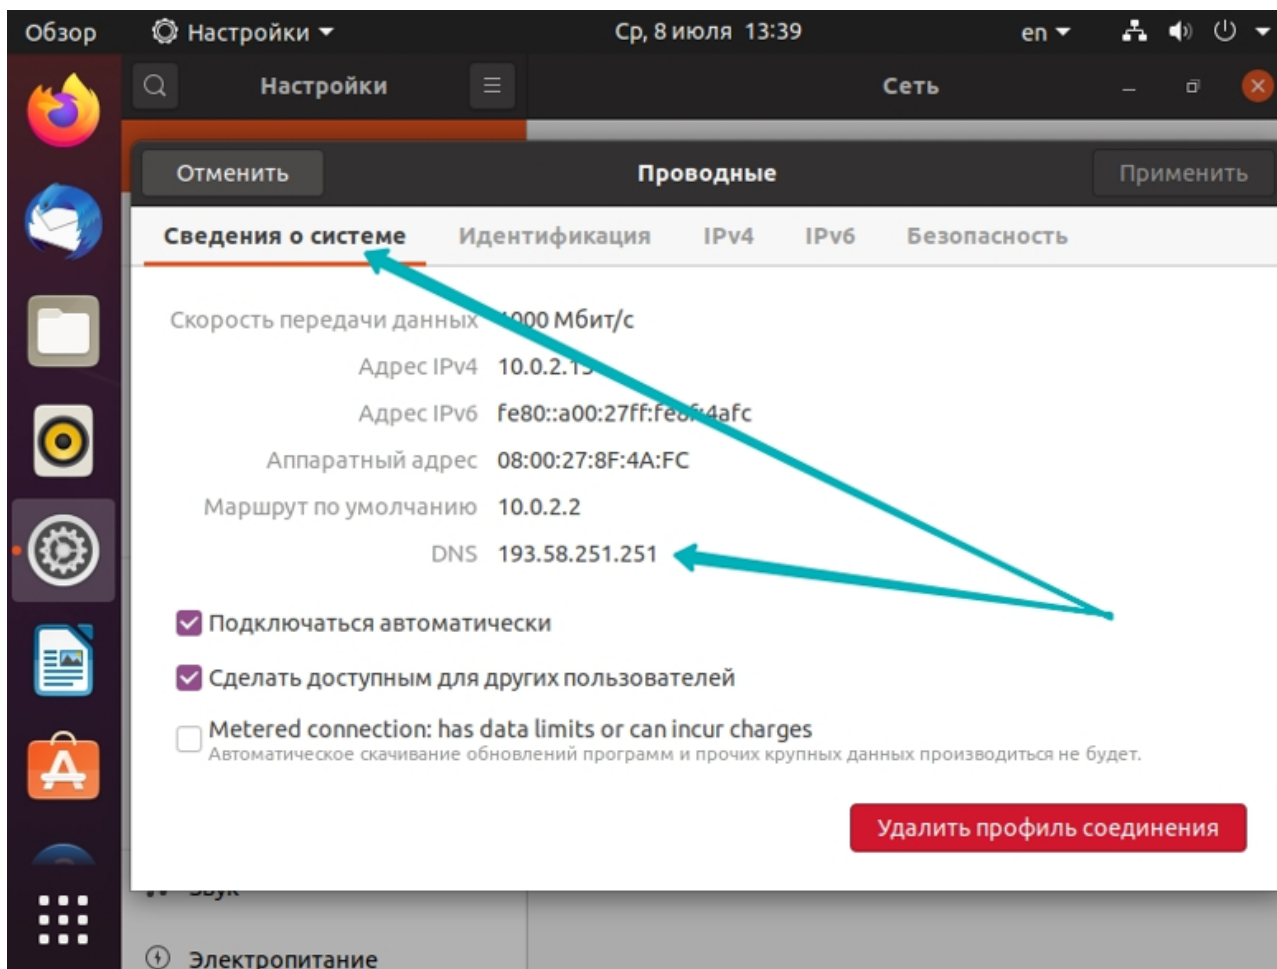 Обзор
Настройки
Ср, 8 июля 13:39
en
Настройки
Сеть
Отменить
Проводные
Применить
Сведения о системе
Идентификация
IPv4
IPv6
Безопасность
Скорость передачи данных 1000 Мбит/с
Адрес IPv4 10.0.2.15
Адрес IPv6 fe80::a00:27ff:fe8f:4afc
Аппаратный адрес 08:00:27:8F:4A:FC
Маршрут по умолчанию 10.0.2.2
DNS 193.58.251.251
Подключаться автоматически
Сделать доступным для других пользователей
Metered connection: has data limits or can incur charges
Автоматическое скачивание обновлений программ и прочих крупных данных производиться не будет.
Удалить профиль соединения
Звук
Электропитание